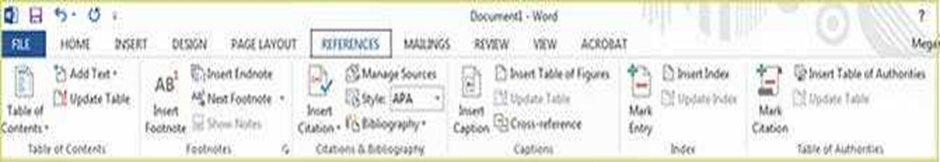 Document1 - Word
?
FILE HOME INSERT DESIGN PAGE LAYOUT REFERENCES MAILINGS REVIEW VIEW ACROBAT Megan
Table of Contents
Add Text
Update Table
Table of Contents
AB1
Insert Footnote
Insert Endnote
Next Footnote
Show Notes
Footnotes
Insert Citation
Manage Sources
Style: APA
Bibliography
Citations & Bibliography
Insert Caption
Insert Table of Figures
Update Table
Cross-reference
Captions
Mark Entry
Insert Index
Update Index
Index
Mark Citation
Insert Table of Authorities
Update Table
Table of Authorities